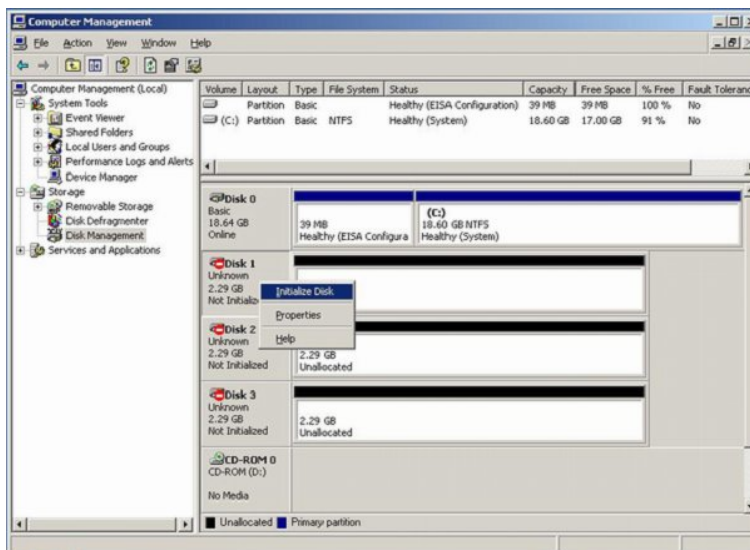 Computer Management
File Action View Window Help
Computer Management (Local)
System Tools
Event Viewer
Shared Folders
Local Users and Groups
Performance Logs and Alerts
Device Manager
Storage
Removable Storage
Disk Defragmenter
Disk Management
Services and Applications
Volume Layout Type File System Status Capacity Free Space % Free Fault Toleranc
Partition Basic Healthy (EISA Configuration) 39 MB 39 MB 100 % No
(C:) Partition Basic NTFS Healthy (System) 18.60 GB 17.00 GB 91 % No
Disk 0
Basic
18.64 GB
Online
39 MB
Healthy (EISA Configura
(C:)
18.60 GB NTFS
Healthy (System)
Disk 1
Unknown
2.29 GB
Not Initialize
Initialize Disk
Properties
Help
Disk 2
Unknown
2.29 GB
Not Initialized
2.29 GB
Unallocated
Disk 3
Unknown
2.29 GB
Not Initialized
2.29 GB
Unallocated
CD-ROM 0
CD-ROM (D:)
No Media
Unallocated Primary partition